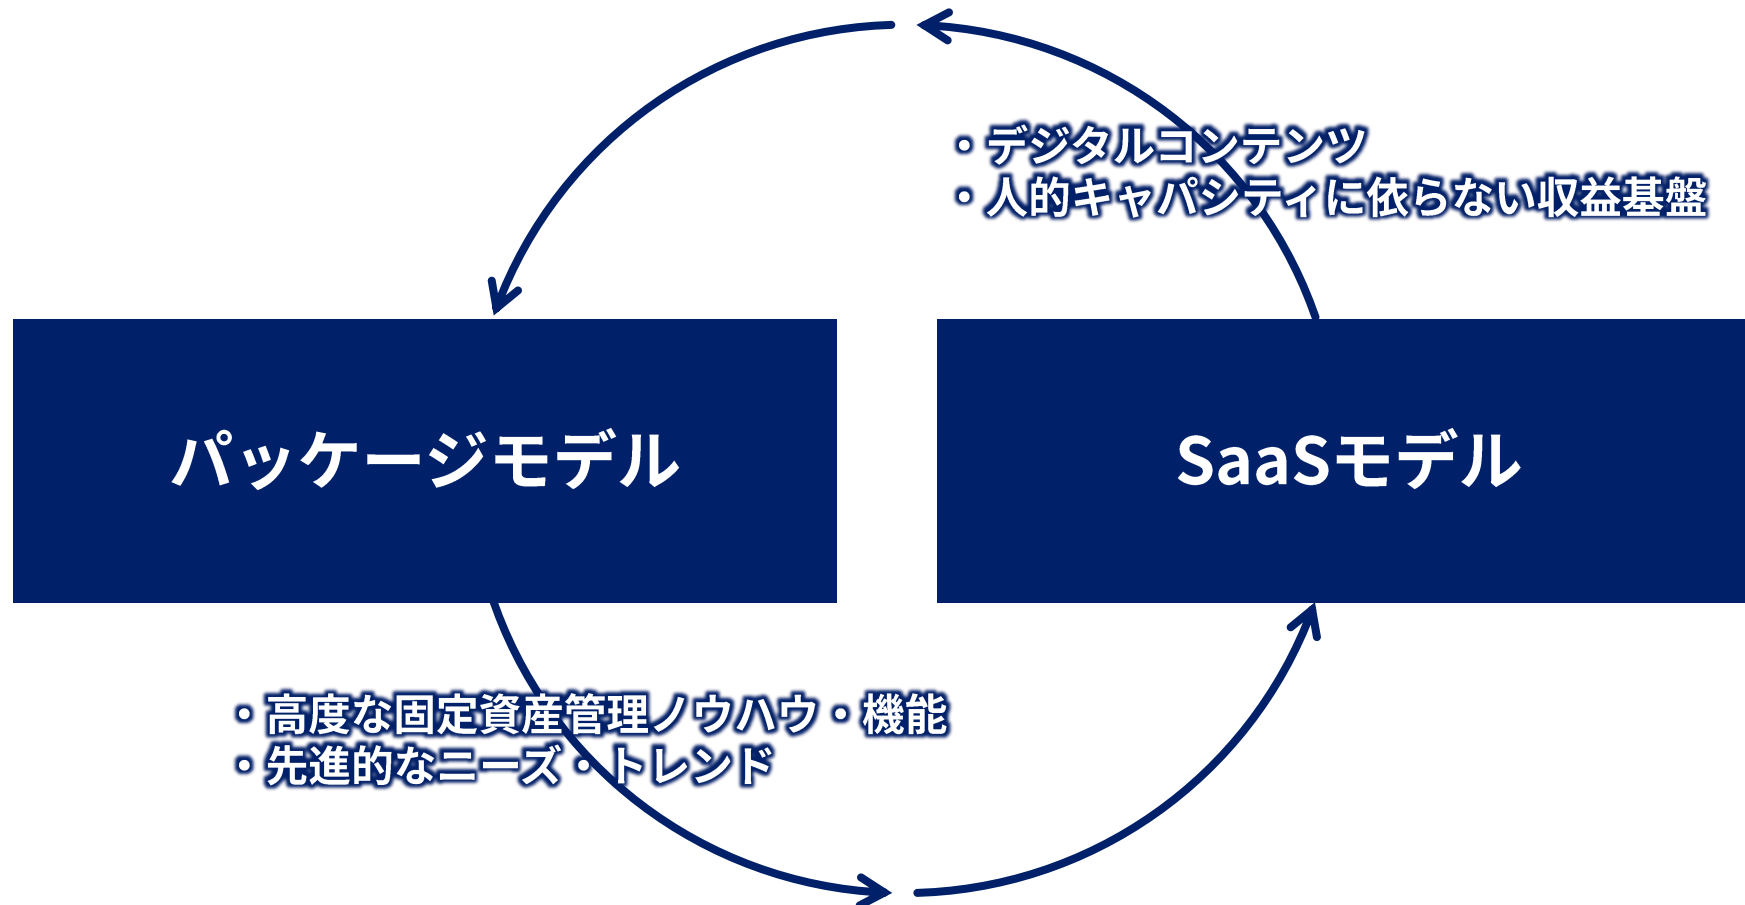 ・デジタルコンテンツ
・人的キャパシティに依らない収益基盤
パッケージモデル
SaaSモデル
・高度な固定資産管理ノウハウ・機能
・先進的なニーズ・トレンド